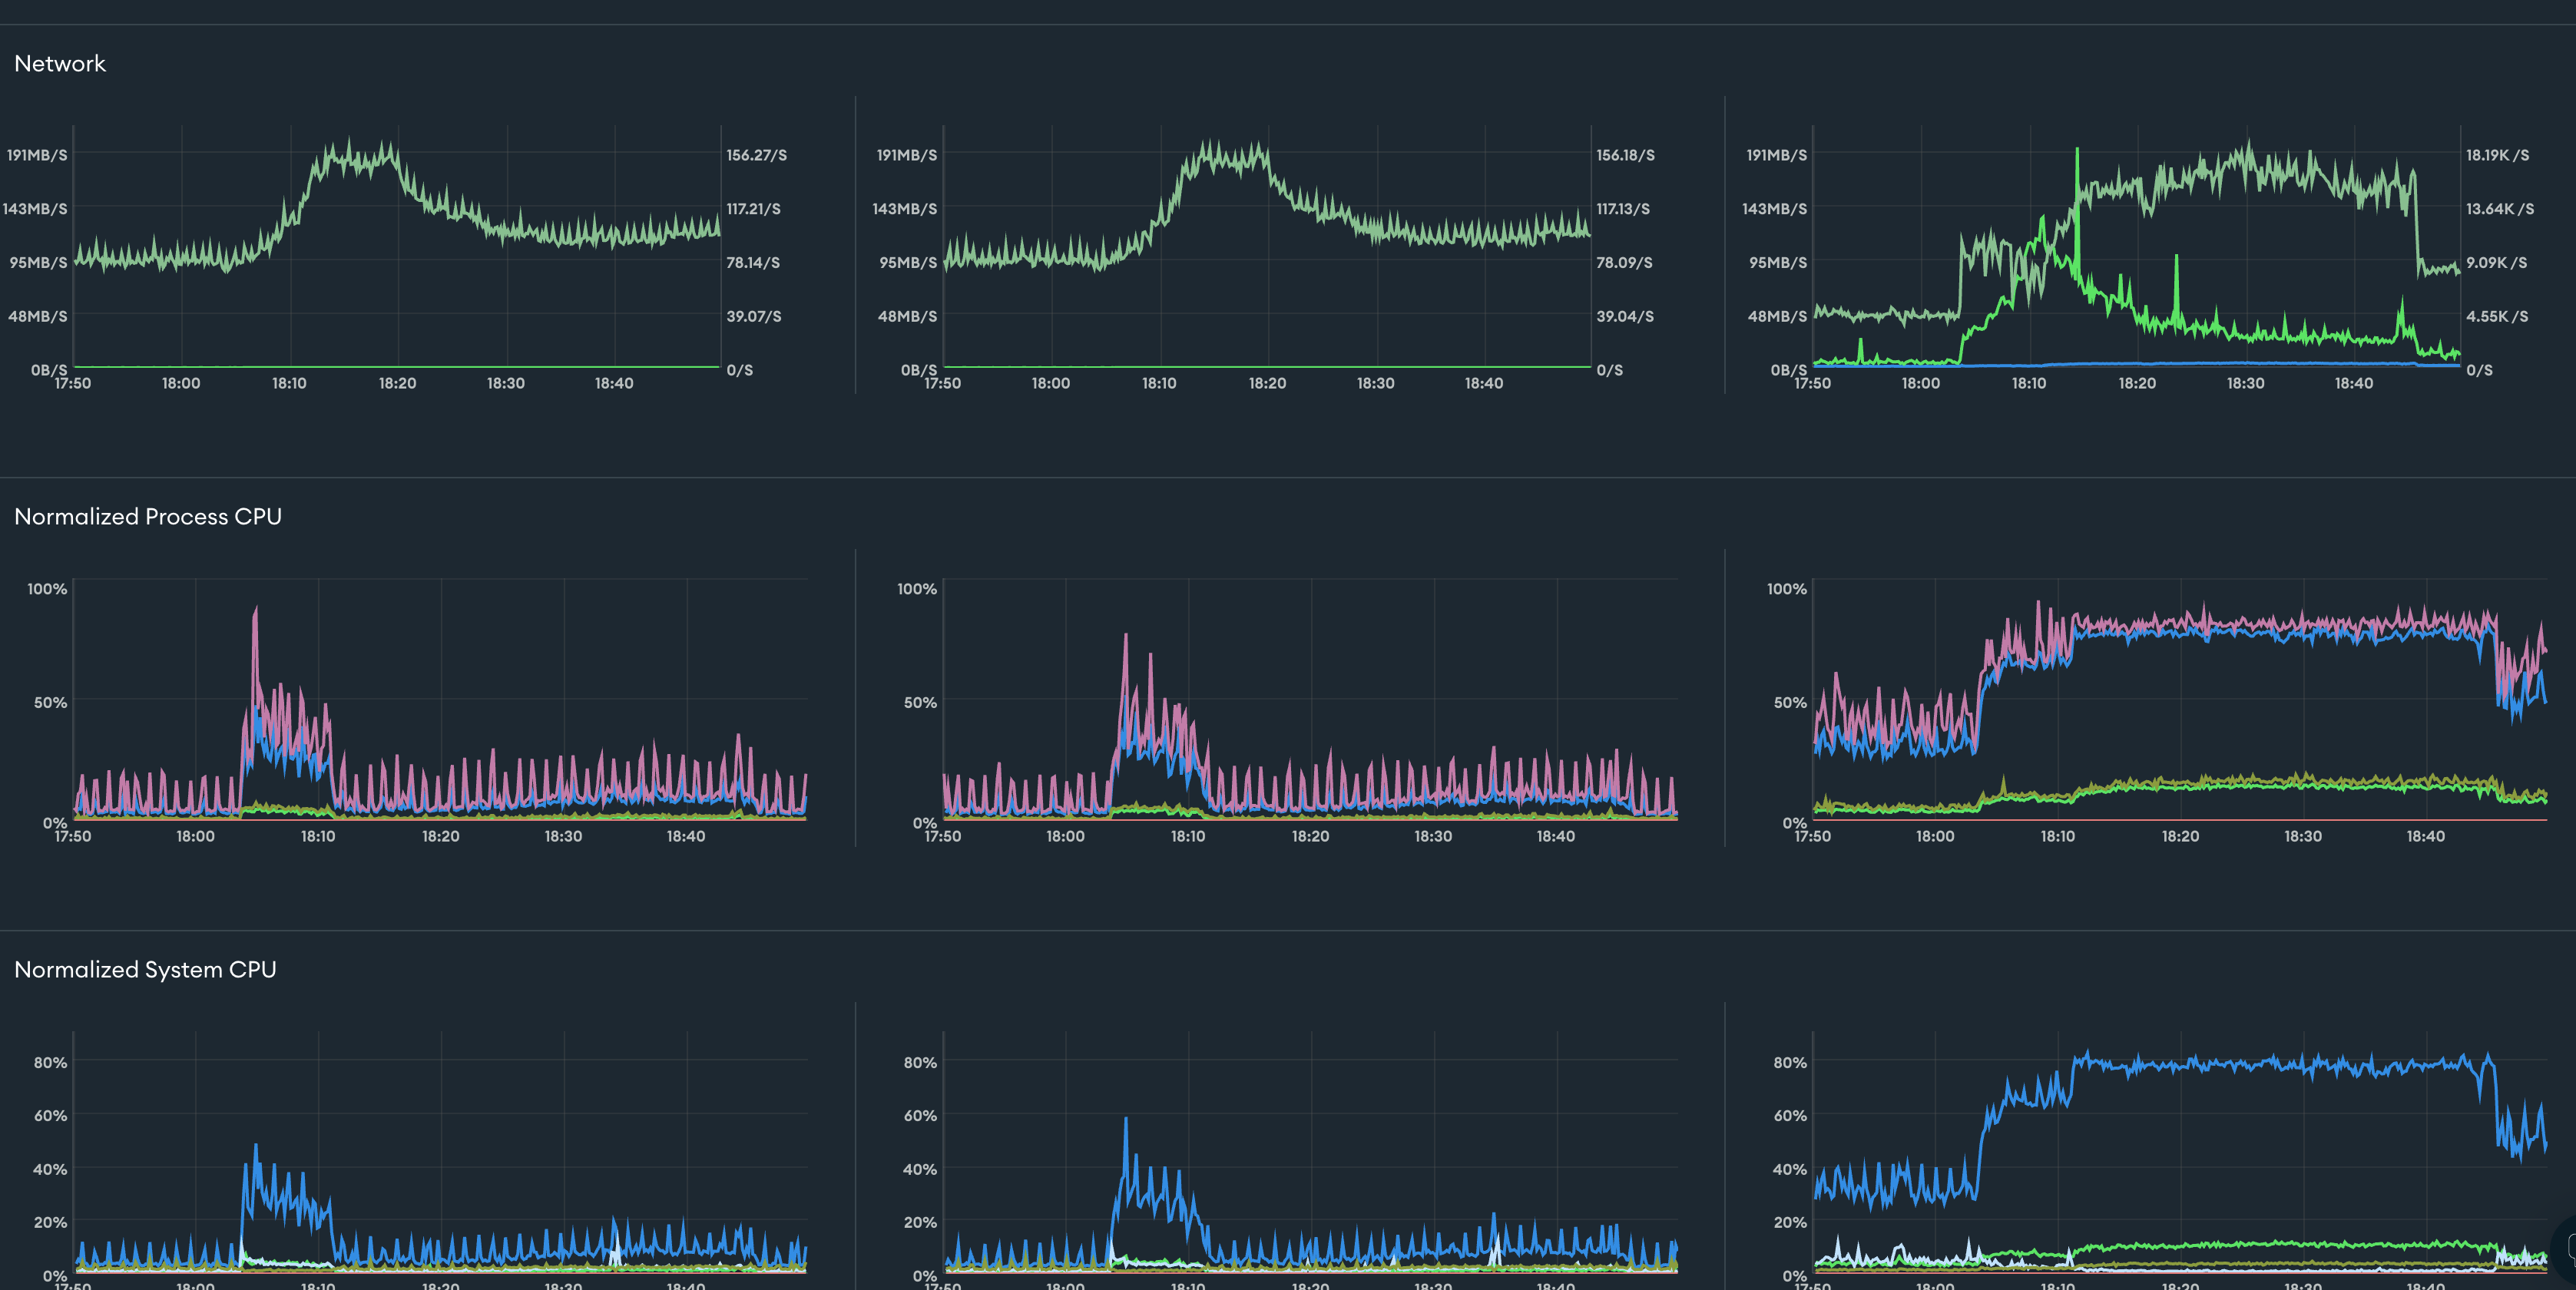 Network
191MB/S 156.27/S 191MB/S 156.18/S 191MB/S 18.19K /S
143MB/S 117.21/S 143MB/S 117.13/S 143MB/S 13.64K /S
95MB/S 78.14/S 95MB/S 78.09/S 95MB/S 9.09K /S
48MB/S 39.07/S 48MB/S 39.04/S 48MB/S 4.55K /S
0B/S 0/S 0B/S 0/S 0B/S 0/S
17:50 18:00 18:10 18:20 18:30 18:40 17:50 18:00 18:10 18:20 18:30 18:40 17:50 18:00 18:10 18:20 18:30 18:40
Normalized Process CPU
100% 100% 100%
50% 50% 50%
0% 0% 0%
17:50 18:00 18:10 18:20 18:30 18:40 17:50 18:00 18:10 18:20 18:30 18:40 17:50 18:00 18:10 18:20 18:30 18:40
Normalized System CPU
80% 80% 80%
60% 60% 60%
40% 40% 40%
20% 20% 20%
0% 0% 0%
17:50 18:00 18:10 18:20 18:30 18:40 17:50 18:00 18:10 18:20 18:30 18:40 17:50 18:00 18:10 18:20 18:30 18:40